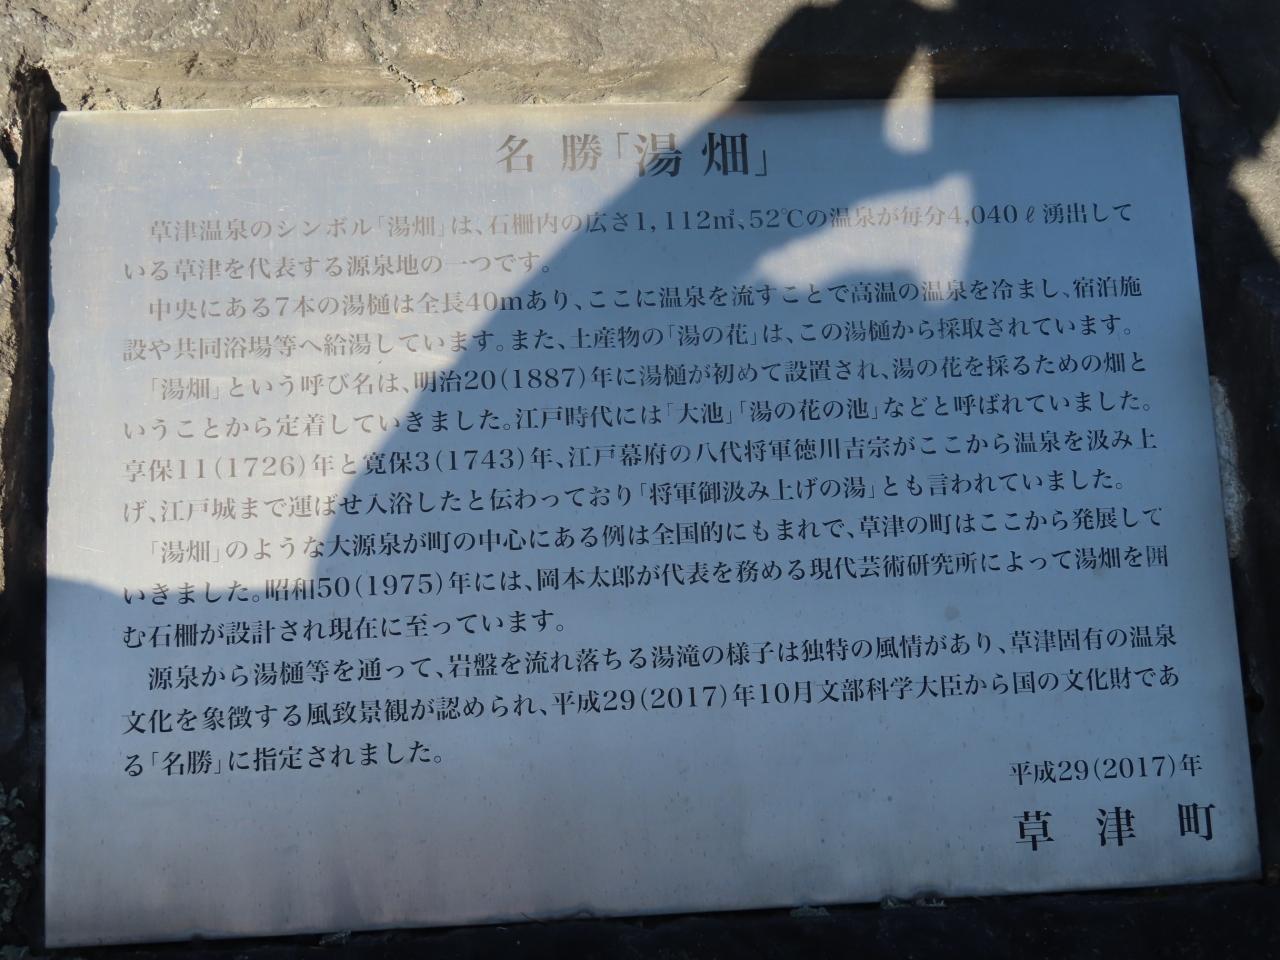 名勝「湯畑」
草津温泉のシンボル「湯畑」は、石柵内の広さ1,112㎡、52℃の温泉が毎分4,040ℓ湧出して
いる草津を代表する源泉地の一つです。
中央にある7本の湯樋は全長40mあり、ここに温泉を流すことで高温の温泉を冷まし、宿泊施
設や共同浴場等へ給湯しています。また、土産物の「湯の花」は、この湯樋から採取されています。
「湯畑」という呼び名は、明治20(1887)年に湯樋が初めて設置され、湯の花を採るための畑と
いうことから定着していきました。江戸時代には「大池」「湯の花の池」などと呼ばれていました。
享保11(1726)年と寛保3(1743)年、江戸幕府の八代将軍徳川吉宗がここから温泉を汲み上
げ、江戸城まで運ばせ入浴したと伝わっており「将軍御汲み上げの湯」とも言われていました。
「湯畑」のような大源泉が町の中心にある例は全国的にもまれで、草津の町はここから発展して
いきました。昭和50(1975)年には、岡本太郎が代表を務める現代芸術研究所によって湯畑を囲
む石柵が設計され現在に至っています。
源泉から湯樋等を通って、岩盤を流れ落ちる湯滝の様子は独特の風情があり、草津固有の温泉
文化を象徴する風致景観が認められ、平成29(2017)年10月文部科学大臣から国の文化財であ
る「名勝」に指定されました。
平成29(2017)年
草津町